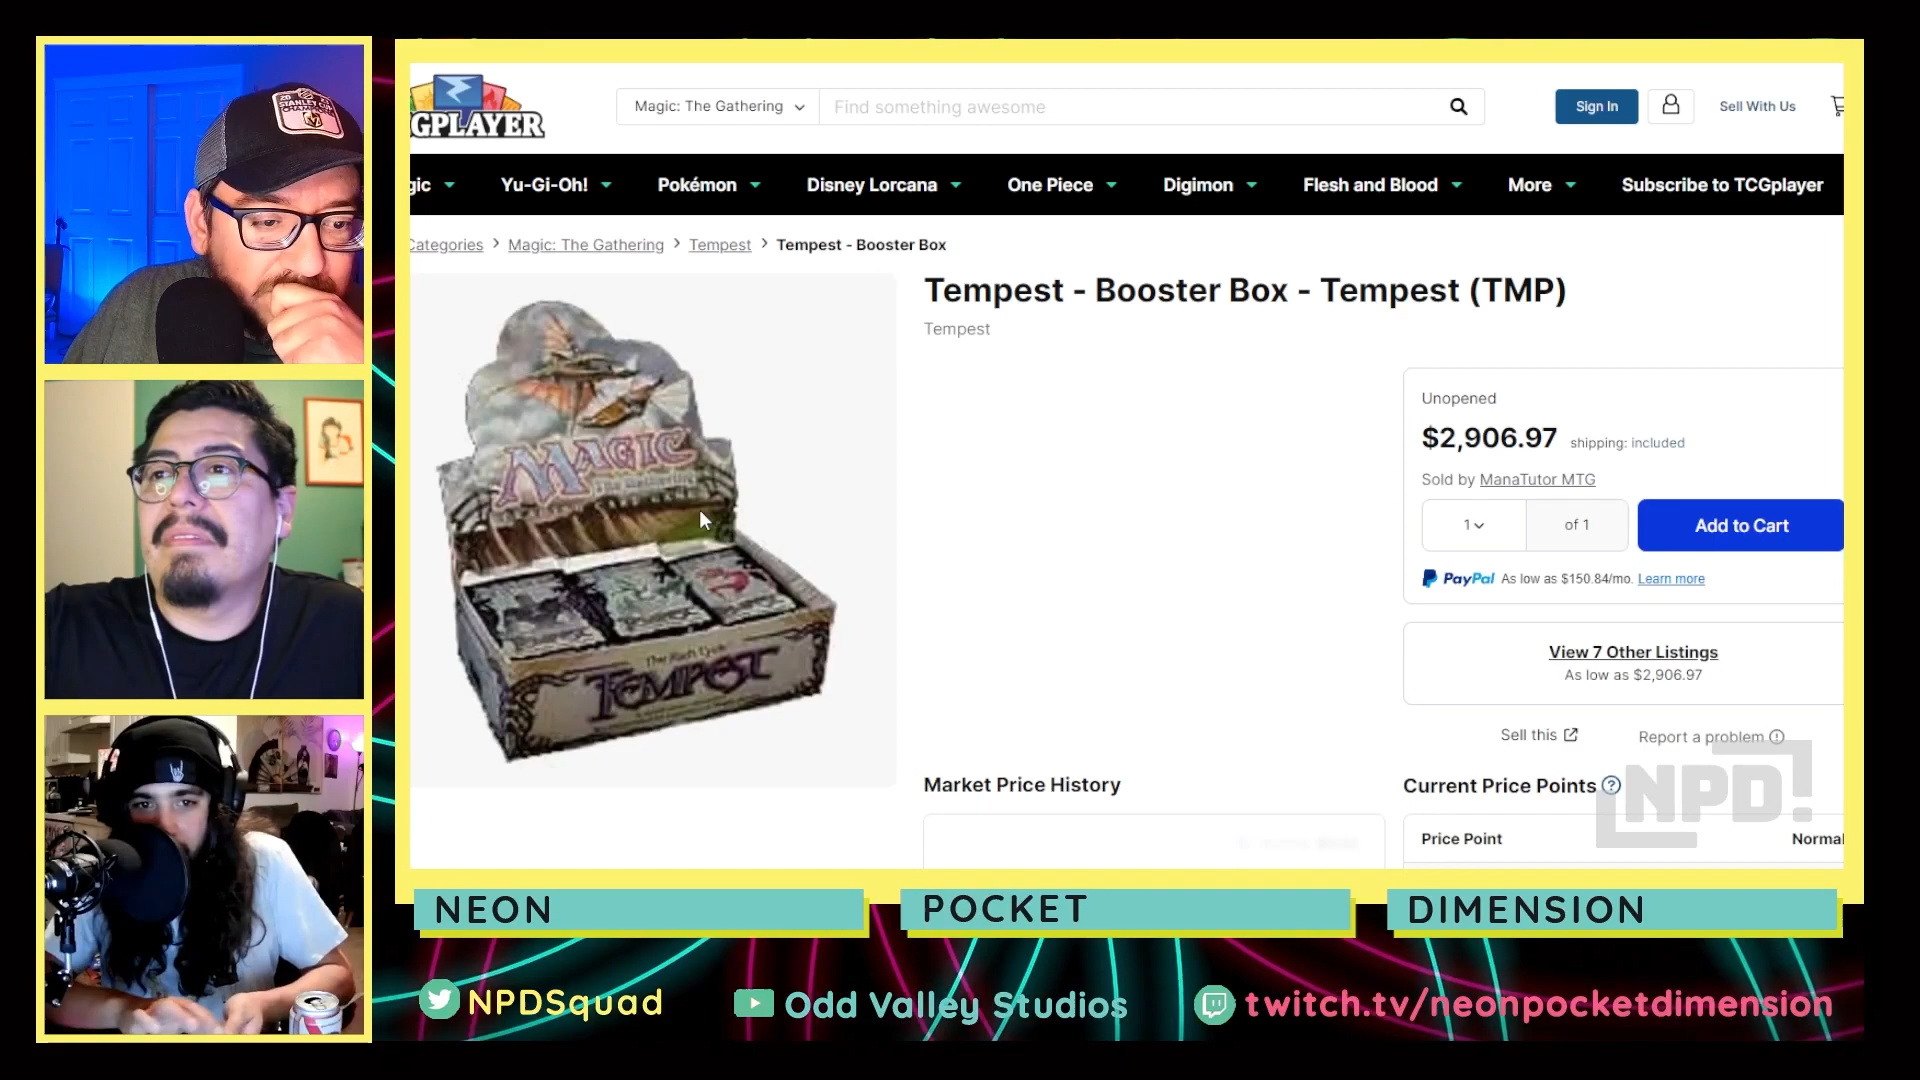 STANLEY CUP
GPLAYER
Magic: The Gathering
Find something awesome
Sign In
Sell With Us
gic
Yu-Gi-Oh!
Pokémon
Disney Lorcana
One Piece
Digimon
Flesh and Blood
More
Subscribe to TCGplayer
Categories > Magic: The Gathering > Tempest > Tempest - Booster Box
Tempest - Booster Box - Tempest (TMP)
Tempest
MAGIC
The Gathering
TEMPEST
Unopened
$2,906.97 shipping: included
Sold by ManaTutor MTG
1
of 1
Add to Cart
PayPal As low as $150.84/mo. Learn more
View 7 Other Listings
As low as $2,906.97
Sell this
Report a problem
Market Price History
Current Price Points
NPD!
Price Point
Normal
NEON
POCKET
DIMENSION
NPDSquad
Odd Valley Studios
twitch.tv/neonpocketdimension